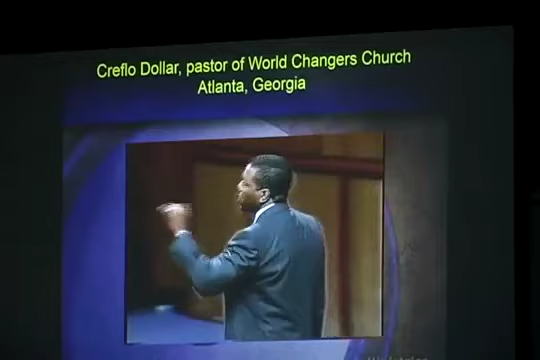 Creflo Dollar, pastor of World Changers Church
Atlanta, Georgia